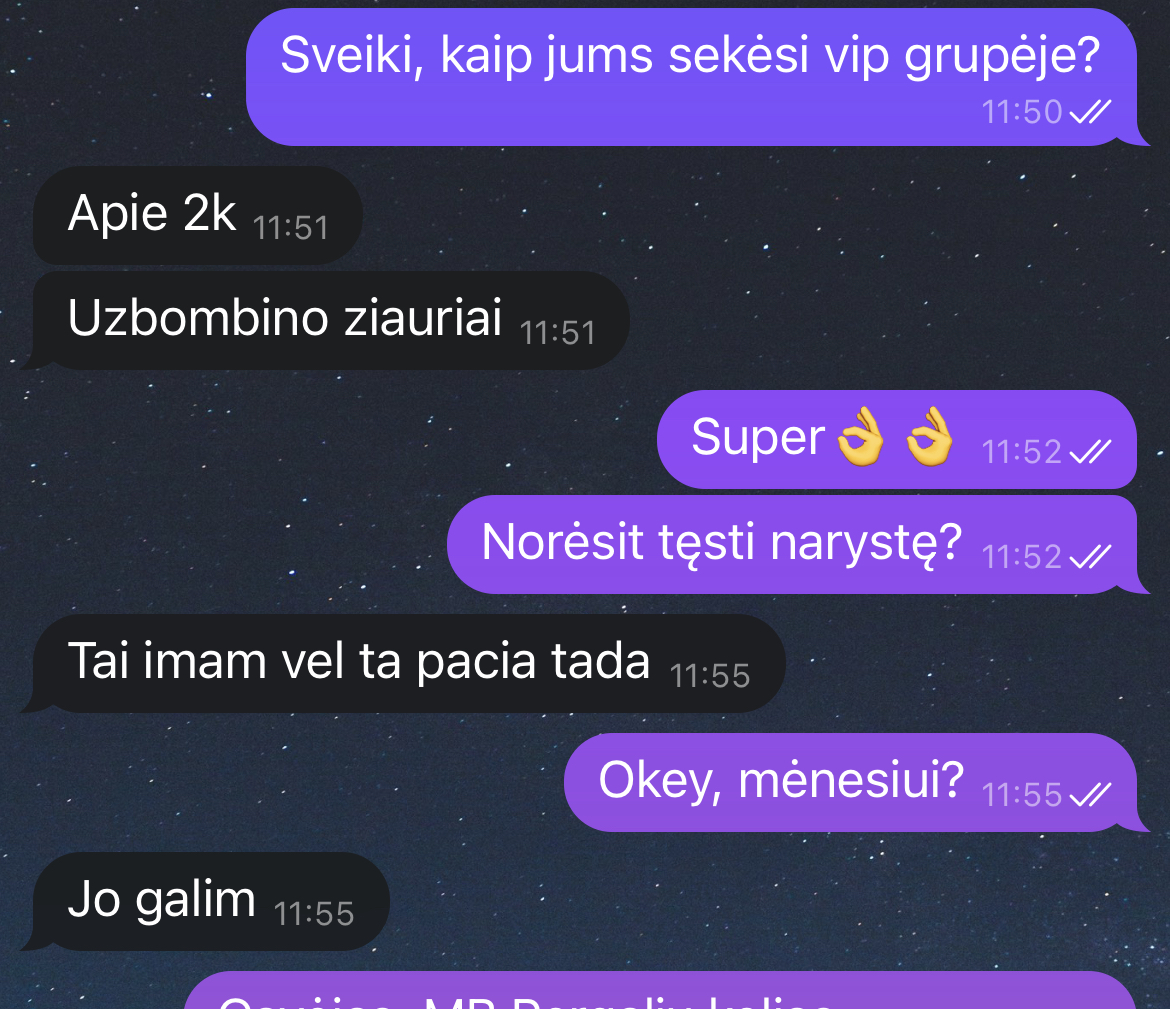 Sveiki, kaip jums sekėsi vip grupėje?
11:50
Apie 2k 11:51
Uzbombino ziauriai 11:51
Super👌👌 11:52
Norėsit tęsti narystę? 11:52
Tai imam vel ta pacia tada 11:55
Okey, mėnesiui? 11:55
Jo galim 11:55